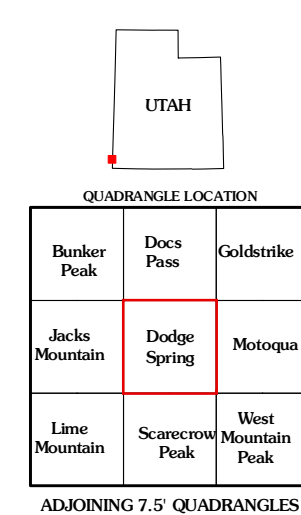 UTAH
QUADRANGLE LOCATION
Bunker
Peak
Docs
Pass
Goldstrike
Jacks
Mountain
Dodge
Spring
Motoqua
Lime
Mountain
Scarecrow
Peak
West
Mountain
Peak
ADJOINING 7.5' QUADRANGLES